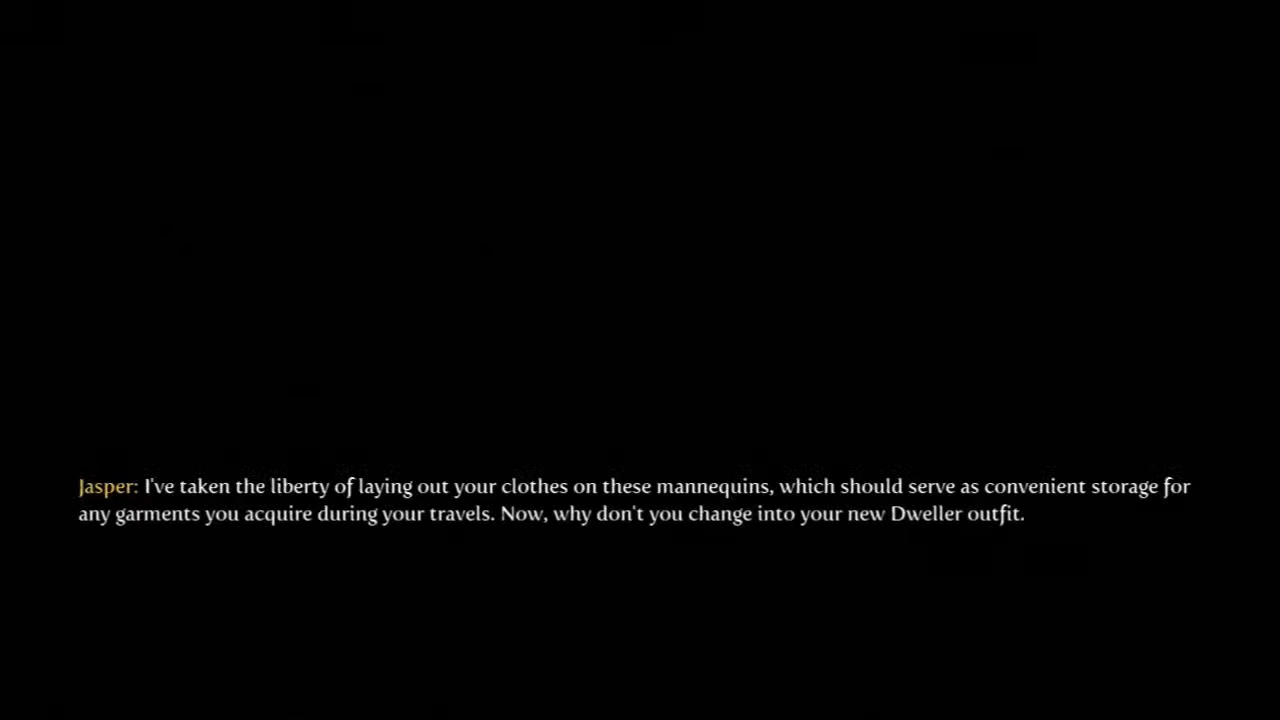 Jasper: I've taken the liberty of laying out your clothes on these mannequins, which should serve as convenient storage for
any garments you acquire during your travels. Now, why don't you change into your new Dweller outfit.